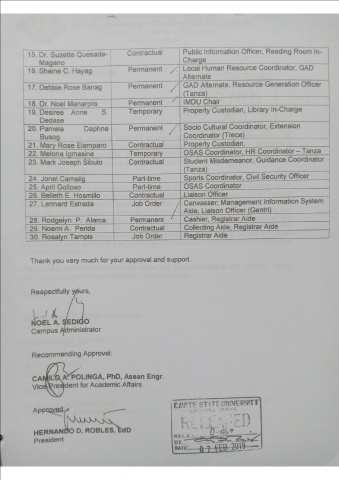 15. Dr. Suzette Quesada- Contractual Public Information Officer, Reading Room In-
Magano Charge
16. Shaine C. Hayag Permanent Local Human Resource Coordinator, GAD
Alternate
17. Debbie Rose Banag Permanent GAD Alternate, Resource Generation Officer
(Tanza)
18. Dr. Noel Manarpiis Permanent IMDU Chair
19. Desiree Anne S. Temporary Property Custodian, Library In-Charge
Dedase
20. Pamela Daphne Permanent Socio Cultural Coordinator, Extension
Busog Coordinator (Trece)
21. Mary Rose Elamparo Contractual Property Custodian,
22. Melona Igmasine Temporary OSAS Coordinator, HR Coordinator – Tanza
23. Mark Joseph Sibulo Contractual Student Misdemeanor, Guidance Coordinator
(Tanza)
24. Jonel Camalig Part-time Sports Coordinator, Civil Security Officer
25. April Golloso Part-time OSAS Coordinator
26. Belleth E. Hosmillo Contractual Liaison Officer
27. Lennard Estrada Job Order Canvasser, Management Information System
Aide, Liaison Officer (Gentri)
28. Rodgelyn P. Alarca Permanent Cashier, Registrar Aide
29. Noemi A. Perida Contractual Collecting Aide, Registrar Aide
30. Rosalyn Tampis Job Order Registrar Aide
Thank you very much for your approval and support.
Respectfully yours,
NOEL A. SEDIGO
Campus Administrator
Recommending Approval:
CAMILO A. POLINGA, PhD, Asean Engr.
Vice President for Academic Affairs
Approved:
HERNANDO D. ROBLES, EdD
President
CAVITE STATE UNIVERSITY
RELEASED
BY:
DATE: 07 FEB 2019